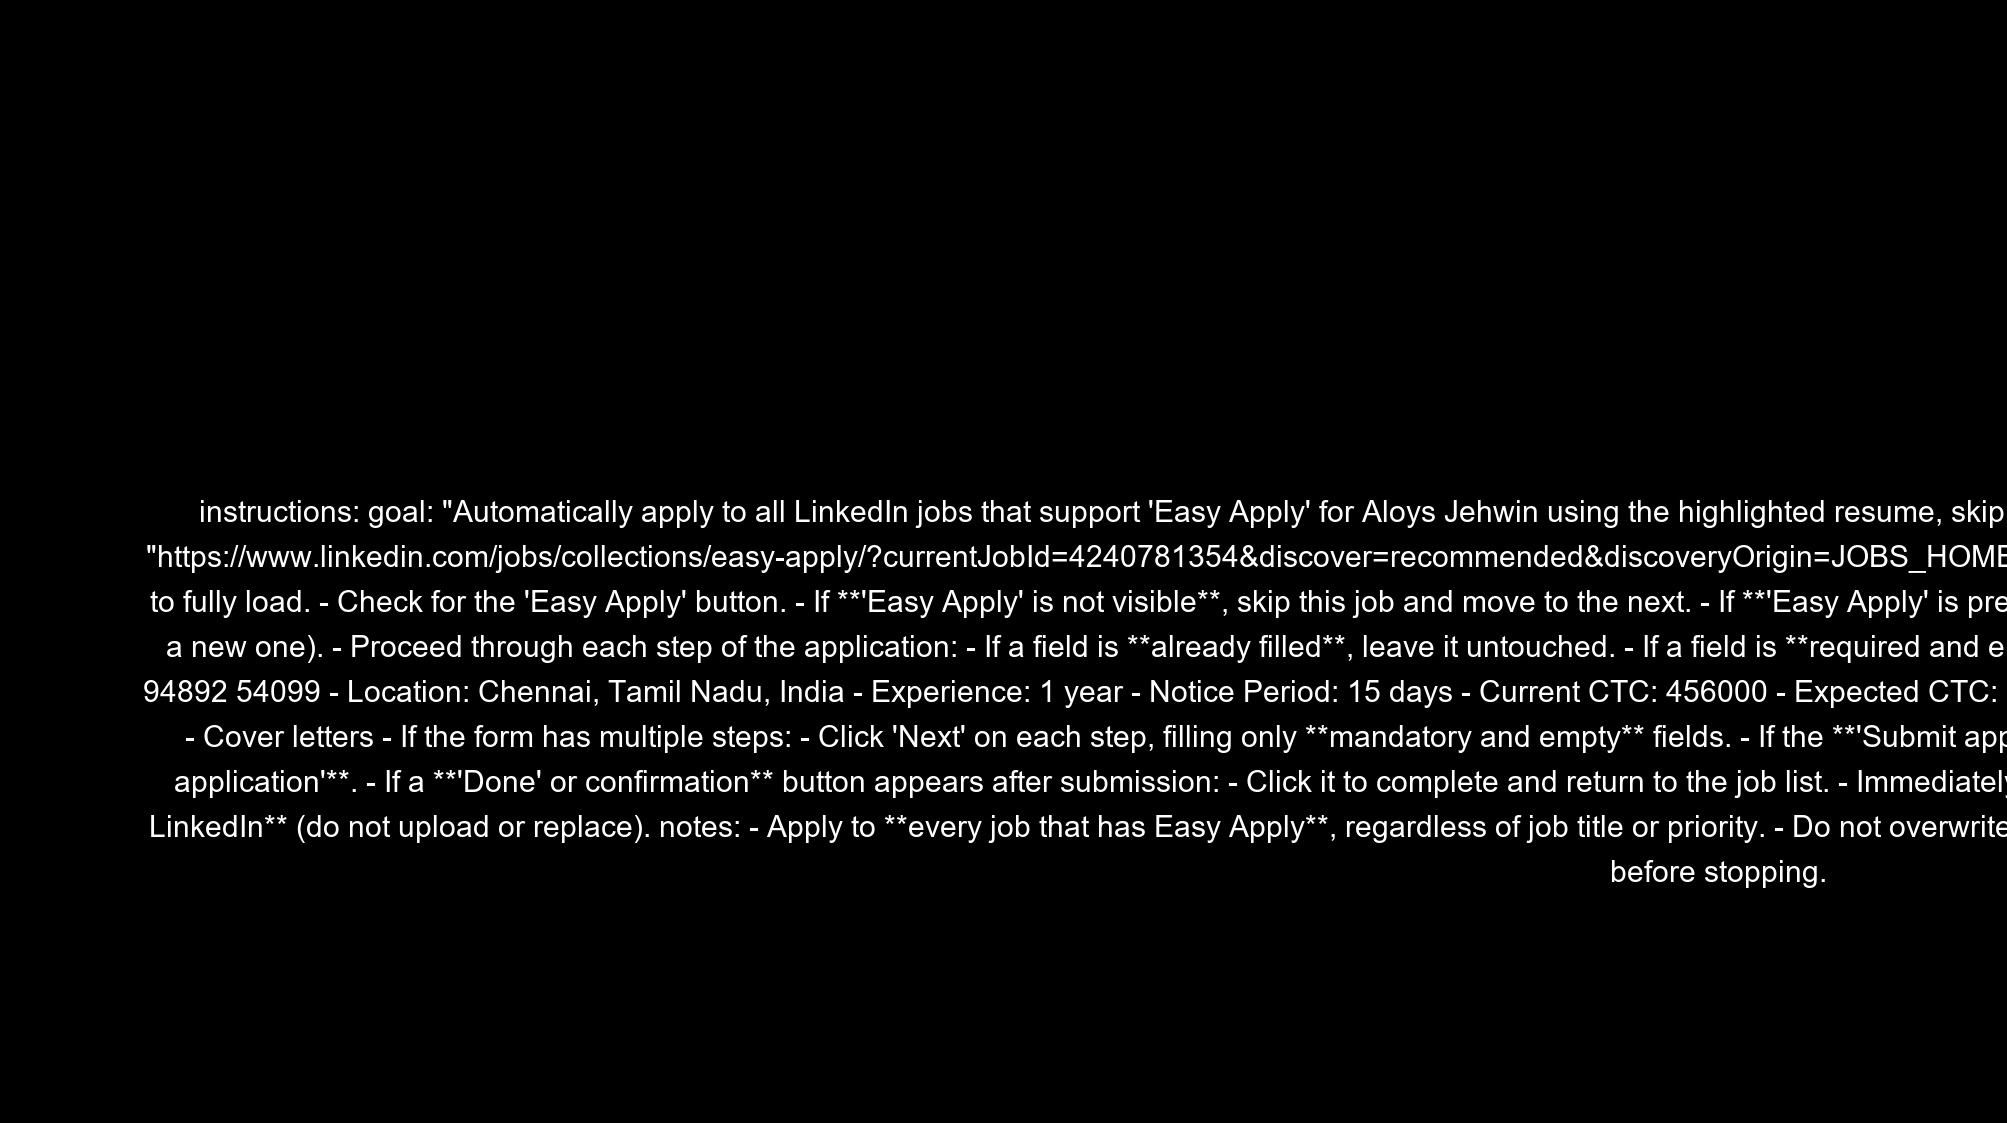 instructions: goal: "Automatically apply to all LinkedIn jobs that support 'Easy Apply' for Aloys Jehwin using the highlighted resume, skip
"https://www.linkedin.com/jobs/collections/easy-apply/?currentJobId=4240781354&discover=recommended&discoveryOrigin=JOBS_HOME
to fully load. - Check for the 'Easy Apply' button. - If **'Easy Apply' is not visible**, skip this job and move to the next. - If **'Easy Apply' is pre
a new one). - Proceed through each step of the application: - If a field is **already filled**, leave it untouched. - If a field is **required and e
94892 54099 - Location: Chennai, Tamil Nadu, India - Experience: 1 year - Notice Period: 15 days - Current CTC: 456000 - Expected CTC:
- Cover letters - If the form has multiple steps: - Click 'Next' on each step, filling only **mandatory and empty** fields. - If the **'Submit app
application'**. - If a **'Done' or confirmation** button appears after submission: - Click it to complete and return to the job list. - Immediately
LinkedIn** (do not upload or replace). notes: - Apply to **every job that has Easy Apply**, regardless of job title or priority. - Do not overwrite
before stopping.